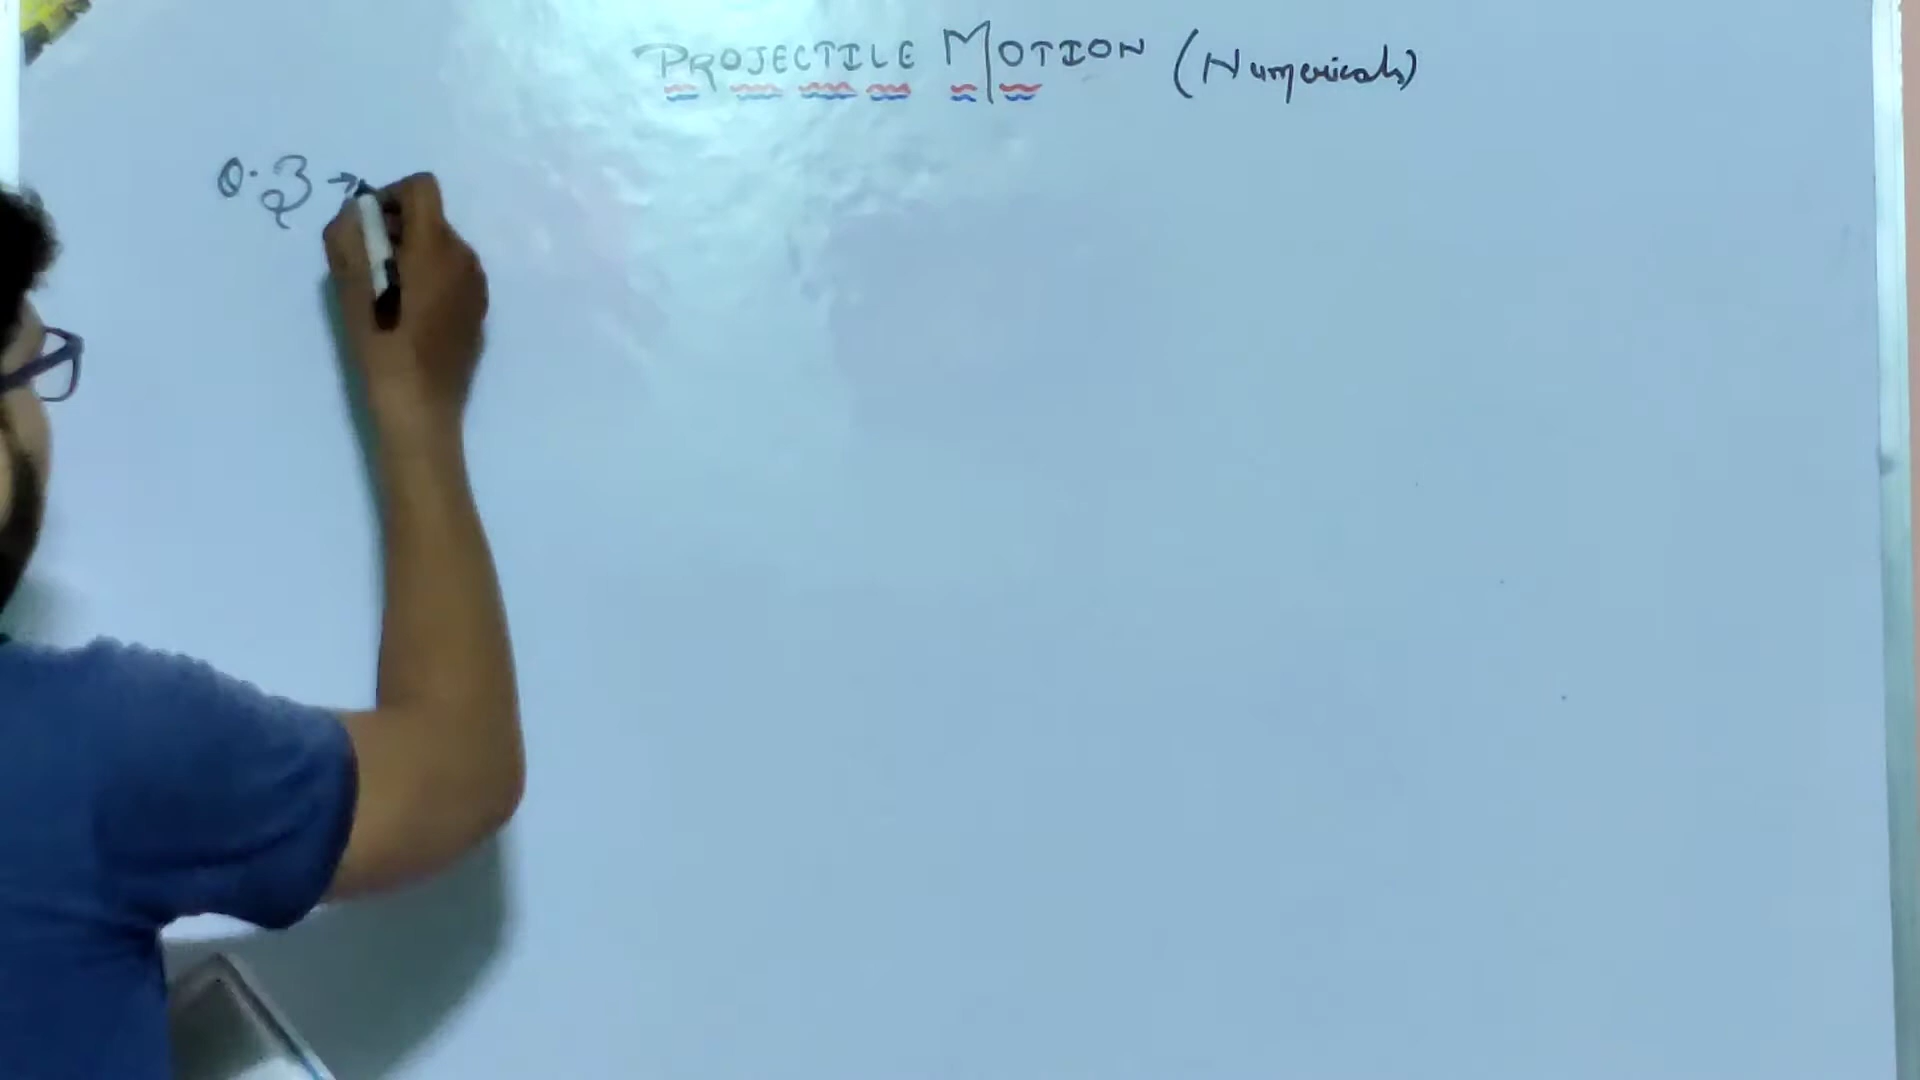 PROJECTILE MOTION (Numericals)
Q.3 →